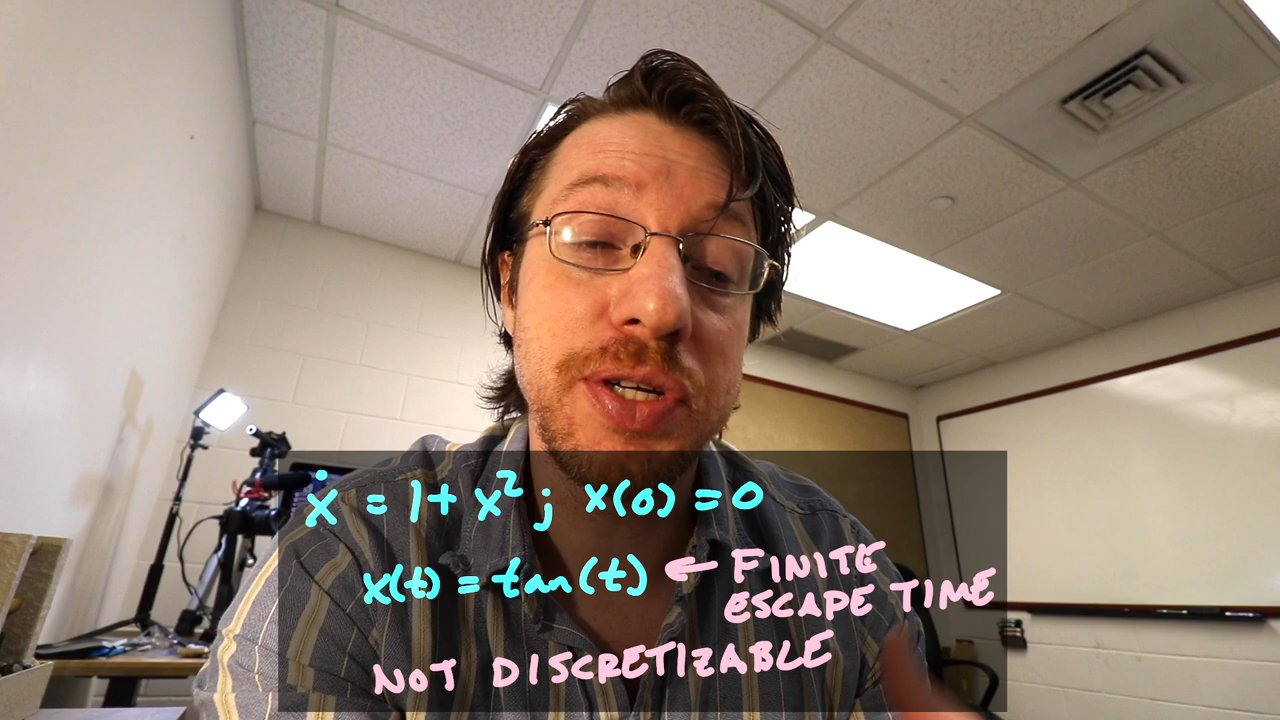 ẋ = 1 + x²; x(0) = 0
x(t) = tan(t) ← FINITE
ESCAPE TIME
NOT DISCRETIZABLE